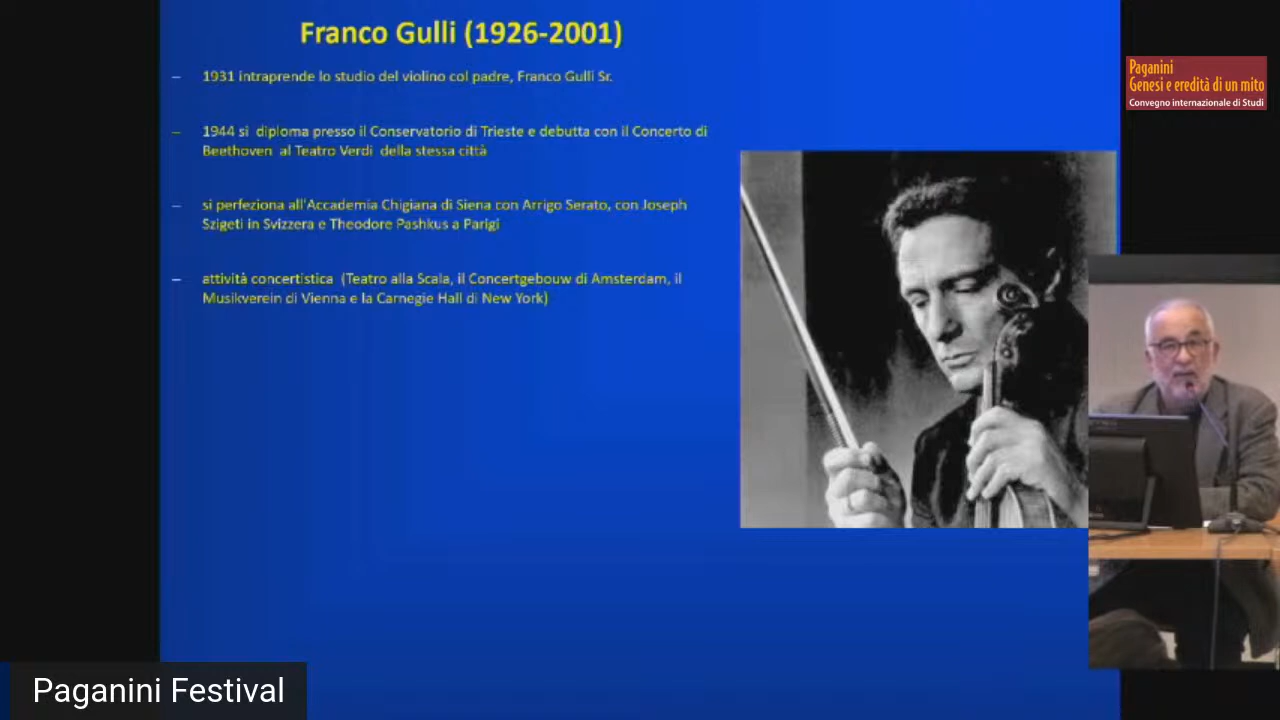 Franco Gulli (1926-2001)
– 1931 intraprende lo studio del violino col padre, Franco Gulli Sr.
– 1944 si diploma presso il Conservatorio di Trieste e debutta con il Concerto di
Beethoven al Teatro Verdi della stessa città
– si perfeziona all'Accademia Chigiana di Siena con Arrigo Serato, con Joseph
Szigeti in Svizzera e Theodore Pashkus a Parigi
– attività concertistica (Teatro alla Scala, il Concertgebouw di Amsterdam, il
Musikverein di Vienna e la Carnegie Hall di New York)
Paganini
Genesi e eredità di un mito
Convegno internazionale di Studi
Paganini Festival